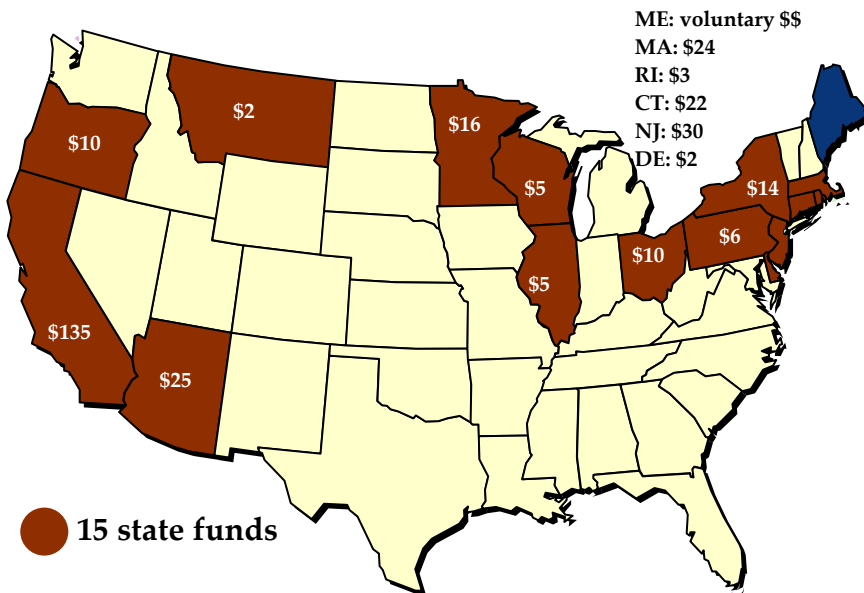 ME: voluntary $$
MA: $24
RI: $3
CT: $22
NJ: $30
DE: $2
$2
$16
$10
$5
$14
$6
$10
$5
$135
$25
15 state funds